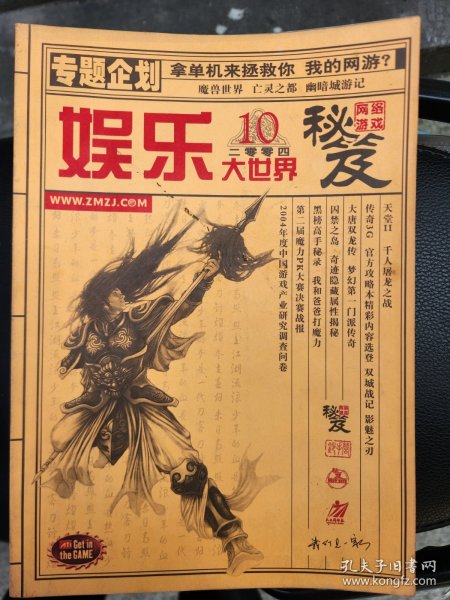 专题企划
拿单机来拯救你 我的网游？
魔兽世界 亡灵之都 幽暗城游记
娱乐
10
二零零四
大世界
网络
游戏
秘笈
WWW.ZMZJ.COM
天堂II 千人屠龙之战
传奇3G 官方攻略本精彩内容选登 双城战记 影魅之刃
大唐双龙传 梦幻第一门派传奇
囚禁之岛 奇迹隐藏属性揭秘
黑榜高手秘录 我和爸爸打魔力
第二届魔力PK大赛决赛战报
2004年度中国游戏产业研究调查问卷
秘笈
ATI Get in
the GAME
孔夫子旧书网
https://book.kongfz.com